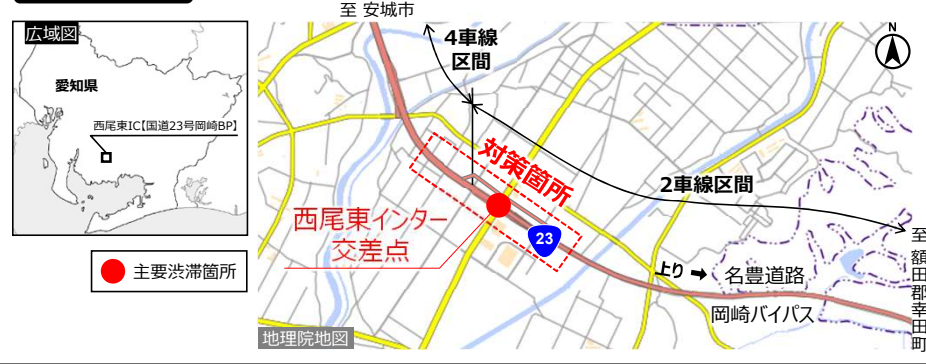 広域図
愛知県
西尾東IC【国道23号岡崎BP】
主要渋滞箇所
至 安城市
4車線
区間
N
対策箇所
2車線区間
西尾東インター
交差点
23
上り
名豊道路
岡崎バイパス
至 額田郡幸田町
地理院地図